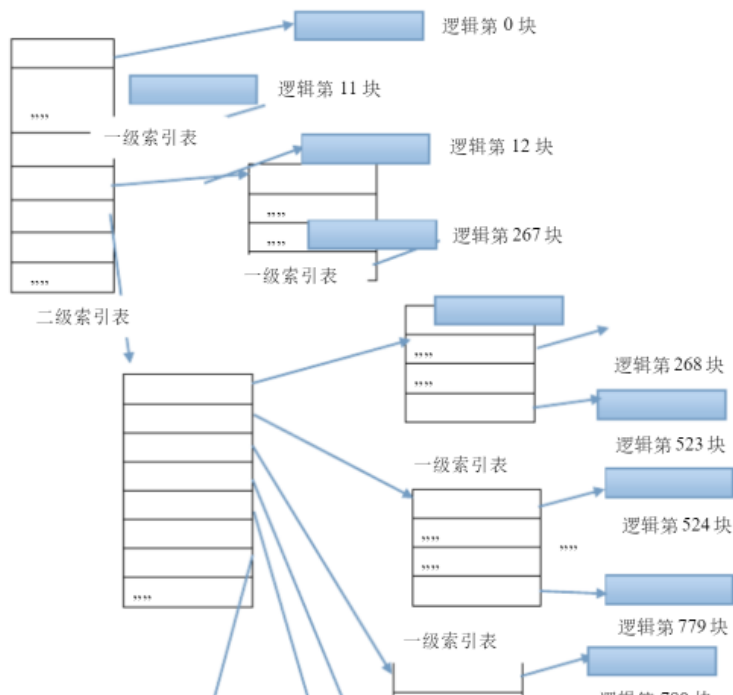 逻辑第 0 块
逻辑第 11 块
,,,,
一级索引表
逻辑第 12 块
,,,,
逻辑第 267 块
,,,,
一级索引表
,,,,
二级索引表
,,,,
,,,,
逻辑第 268 块
逻辑第 523 块
一级索引表
逻辑第 524 块
,,,,
,,,,
,,,,
,,,,
逻辑第 779 块
一级索引表